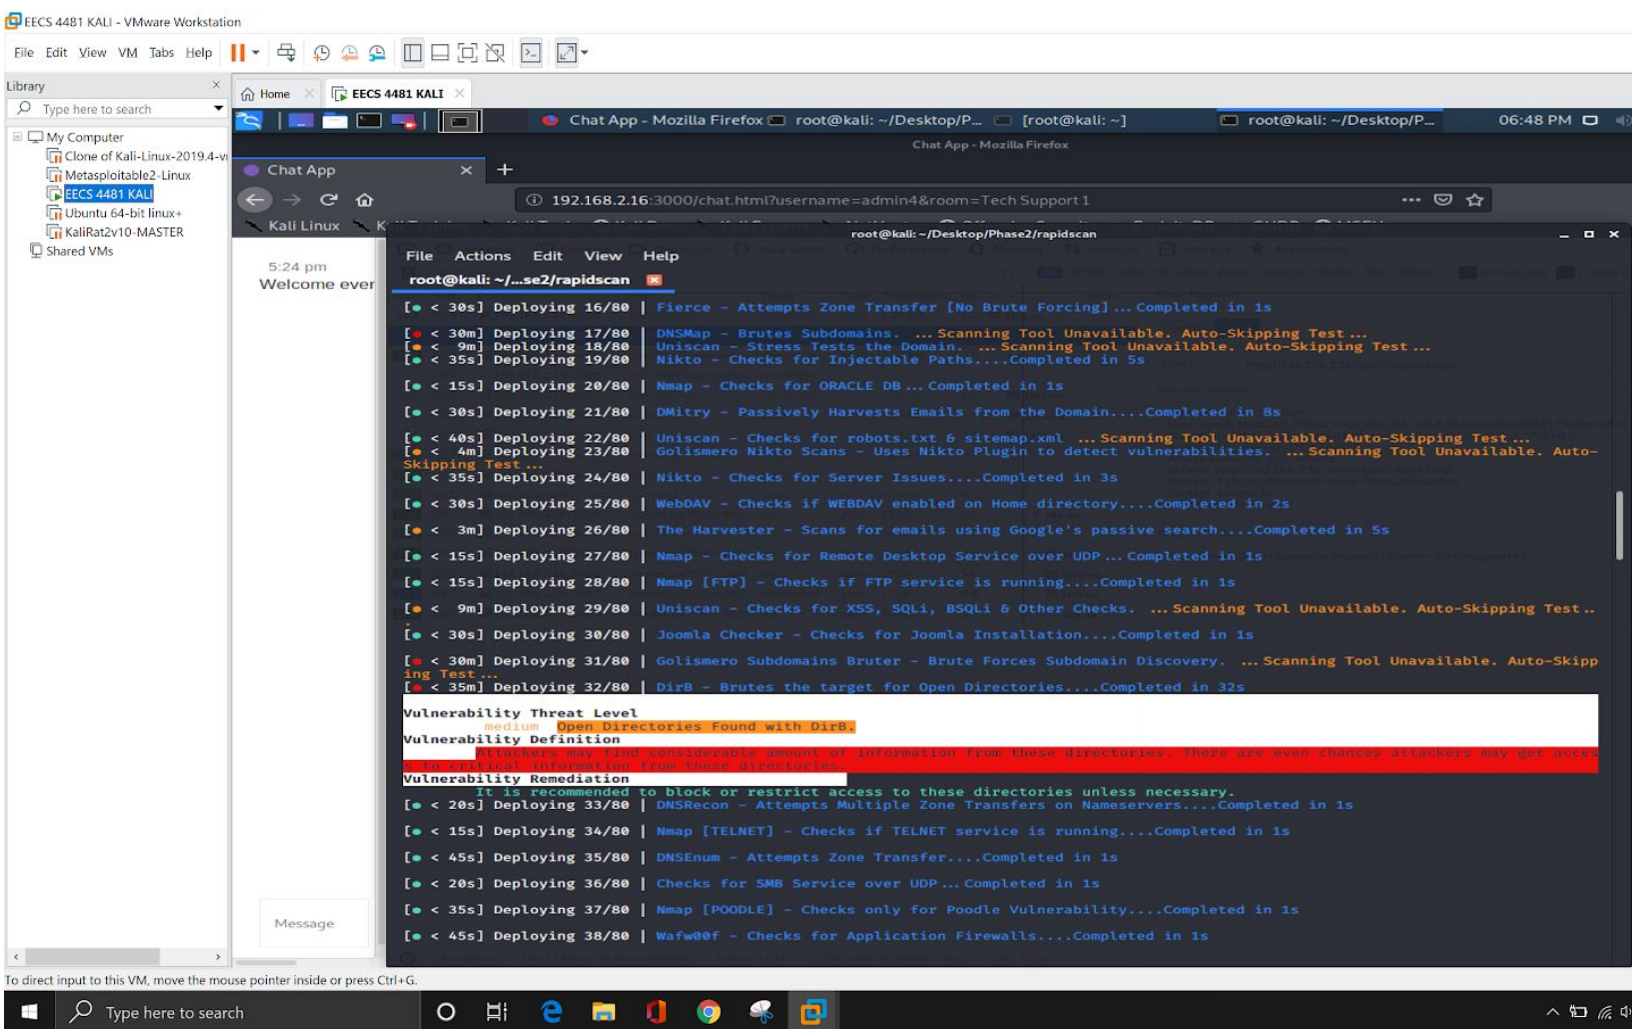 EECS 4481 KALI - VMware Workstation
File Edit View VM Tabs Help
Library
Home
EECS 4481 KALI
Type here to search
My Computer
Clone of Kali-Linux-2019.4-v
Metasploitable2-Linux
EECS 4481 KALI
Ubuntu 64-bit linux+
KaliRat2v10-MASTER
Shared VMs
Chat App - Mozilla Firefox
root@kali: ~/Desktop/P...
[root@kali: ~]
root@kali: ~/Desktop/P...
06:48 PM
Chat App - Mozilla Firefox
Chat App
192.168.2.16:3000/chat.html?username=admin4&room=Tech Support 1
Kali Linux
5:24 pm
Welcome ever
Message
root@kali: ~/Desktop/Phase2/rapidscan
File Actions Edit View Help
root@kali: ~/...se2/rapidscan
[● < 30s] Deploying 16/80 | Fierce - Attempts Zone Transfer [No Brute Forcing]...Completed in 1s
[● < 30m] Deploying 17/80 | DNSMap - Brutes Subdomains. ...Scanning Tool Unavailable. Auto-Skipping Test...
[● < 9m] Deploying 18/80 | Uniscan - Stress Tests the Domain. ...Scanning Tool Unavailable. Auto-Skipping Test...
[● < 35s] Deploying 19/80 | Nikto - Checks for Injectable Paths....Completed in 5s
[● < 15s] Deploying 20/80 | Nmap - Checks for ORACLE DB...Completed in 1s
[● < 30s] Deploying 21/80 | DMitry - Passively Harvests Emails from the Domain....Completed in 8s
[● < 40s] Deploying 22/80 | Uniscan - Checks for robots.txt & sitemap.xml ...Scanning Tool Unavailable. Auto-Skipping Test...
[● < 4m] Deploying 23/80 | Golismero Nikto Scans - Uses Nikto Plugin to detect vulnerabilities. ...Scanning Tool Unavailable. Auto-
Skipping Test...
[● < 35s] Deploying 24/80 | Nikto - Checks for Server Issues....Completed in 3s
[● < 30s] Deploying 25/80 | WebDAV - Checks if WEBDAV enabled on Home directory....Completed in 2s
[● < 3m] Deploying 26/80 | The Harvester - Scans for emails using Google's passive search....Completed in 5s
[● < 15s] Deploying 27/80 | Nmap - Checks for Remote Desktop Service over UDP...Completed in 1s
[● < 15s] Deploying 28/80 | Nmap [FTP] - Checks if FTP service is running....Completed in 1s
[● < 9m] Deploying 29/80 | Uniscan - Checks for XSS, SQLi, BSQLi & Other Checks. ...Scanning Tool Unavailable. Auto-Skipping Test..
.
[● < 30s] Deploying 30/80 | Joomla Checker - Checks for Joomla Installation....Completed in 1s
[● < 30m] Deploying 31/80 | Golismero Subdomains Bruter - Brute Forces Subdomain Discovery. ...Scanning Tool Unavailable. Auto-Skipp
ing Test...
[● < 35m] Deploying 32/80 | DirB - Brutes the target for Open Directories....Completed in 32s
Vulnerability Threat Level
medium Open Directories Found with DirB.
Vulnerability Definition
Attackers may find considerable amount of information from these directories. There are even chances attackers may get acces
s to critical information from these directories.
Vulnerability Remediation
It is recommended to block or restrict access to these directories unless necessary.
[● < 20s] Deploying 33/80 | DNSRecon - Attempts Multiple Zone Transfers on Nameservers....Completed in 1s
[● < 15s] Deploying 34/80 | Nmap [TELNET] - Checks if TELNET service is running....Completed in 1s
[● < 45s] Deploying 35/80 | DNSEnum - Attempts Zone Transfer....Completed in 1s
[● < 20s] Deploying 36/80 | Checks for SMB Service over UDP...Completed in 1s
[● < 35s] Deploying 37/80 | Nmap [POODLE] - Checks only for Poodle Vulnerability....Completed in 1s
[● < 45s] Deploying 38/80 | Wafw00f - Checks for Application Firewalls....Completed in 1s
To direct input to this VM, move the mouse pointer inside or press Ctrl+G.
Type here to search